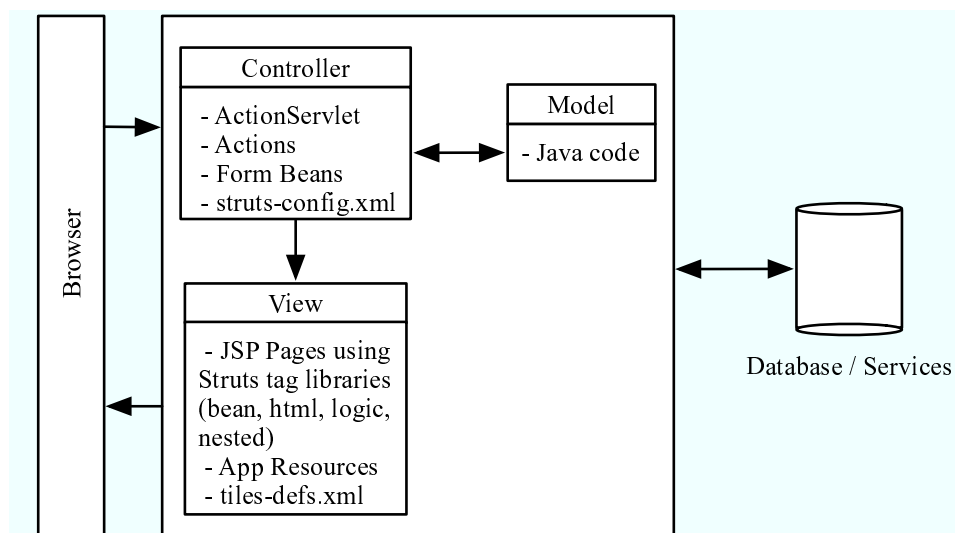 Browser
Controller
- ActionServlet
- Actions
- Form Beans
- struts-config.xml
Model
- Java code
View
- JSP Pages using
Struts tag libraries
(bean, html, logic,
nested)
- App Resources
- tiles-defs.xml
Database / Services